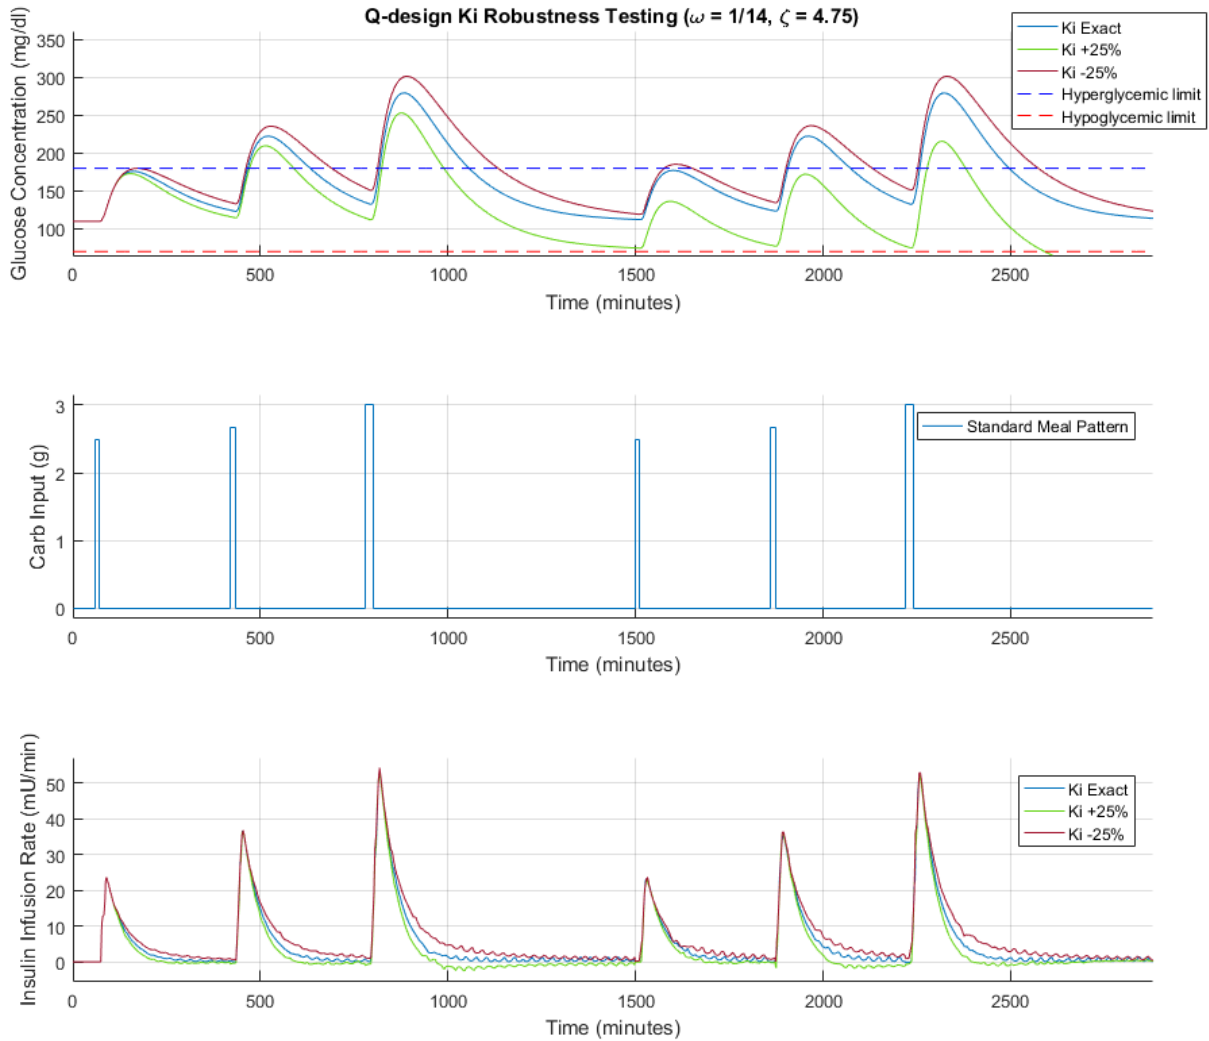 Q-design Ki Robustness Testing (ω = 1/14, ζ = 4.75)
Ki Exact
Ki +25%
Ki -25%
Hyperglycemic limit
Hypoglycemic limit
Glucose Concentration (mg/dl)
350
300
250
200
150
100
0 500 1000 1500 2000 2500
Time (minutes)
Standard Meal Pattern
Carb Input (g)
3
2
1
0
0 500 1000 1500 2000 2500
Time (minutes)
Ki Exact
Ki +25%
Ki -25%
Insulin Infusion Rate (mU/min)
50
40
30
20
10
0
0 500 1000 1500 2000 2500
Time (minutes)